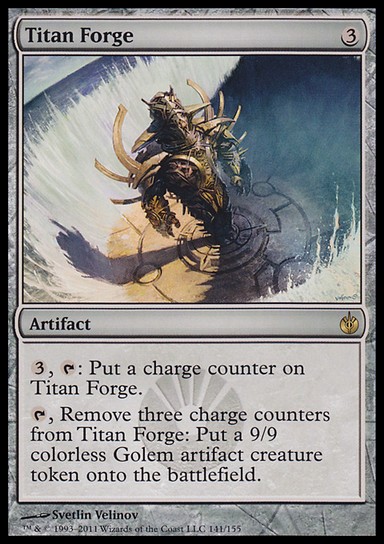 Titan Forge 3
Artifact
3, : Put a charge counter on
Titan Forge.
, Remove three charge counters
from Titan Forge: Put a 9/9
colorless Golem artifact creature
token onto the battlefield.
Svetlin Velinov
™ & © 1993–2011 Wizards of the Coast LLC 141/155